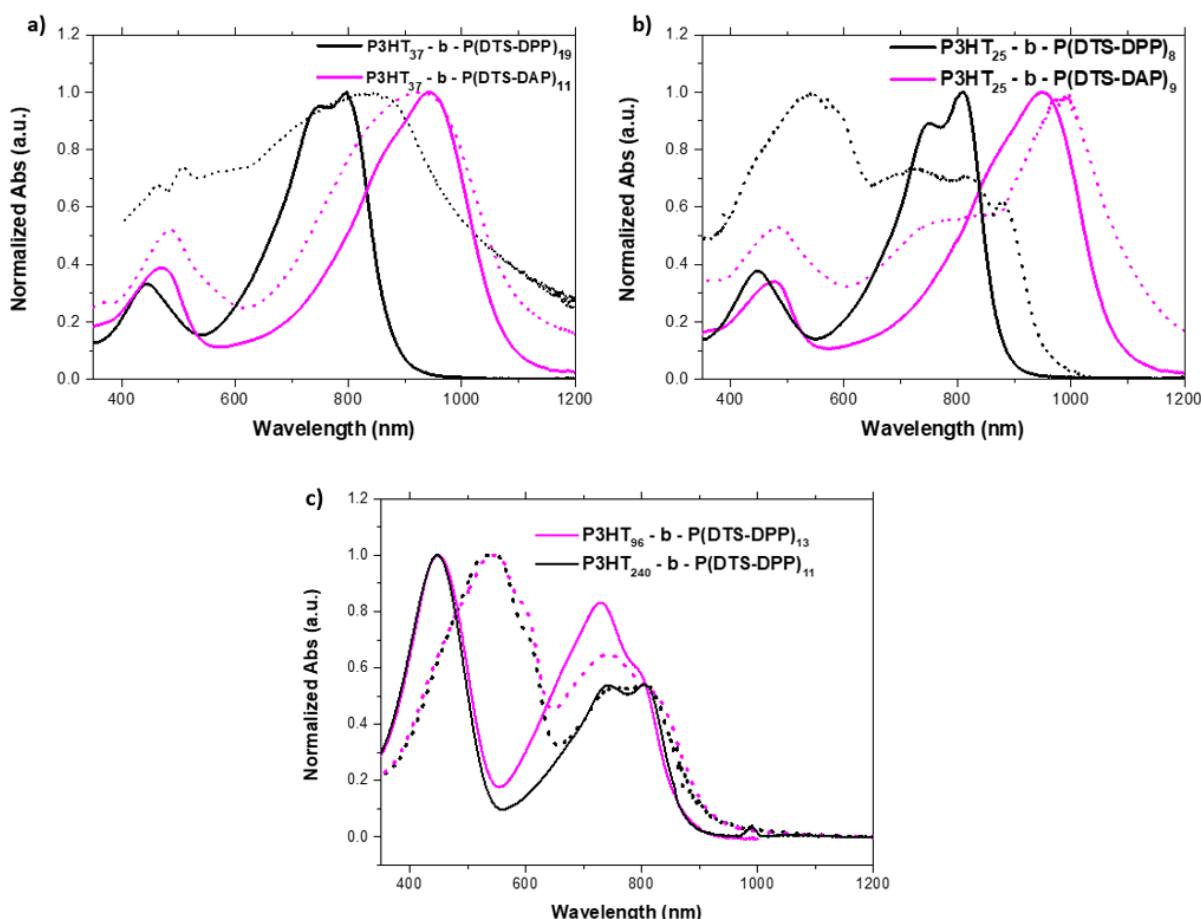 a)
P3HT₃₇ - b - P(DTS-DPP)₁₉
P3HT₃₇ - b - P(DTS-DAP)₁₁
Normalized Abs (a.u.)
1.2
1.0
0.8
0.6
0.4
0.2
0.0
400 600 800 1000 1200
Wavelength (nm)
b)
P3HT₂₅ - b - P(DTS-DPP)₈
P3HT₂₅ - b - P(DTS-DAP)₉
Normalized Abs (a.u.)
1.2
1.0
0.8
0.6
0.4
0.2
0.0
400 600 800 1000 1200
Wavelength (nm)
c)
P3HT₉₆ - b - P(DTS-DPP)₁₃
P3HT₂₄₀ - b - P(DTS-DPP)₁₁
Normalized Abs (a.u.)
1.2
1.0
0.8
0.6
0.4
0.2
0.0
400 600 800 1000 1200
Wavelength (nm)